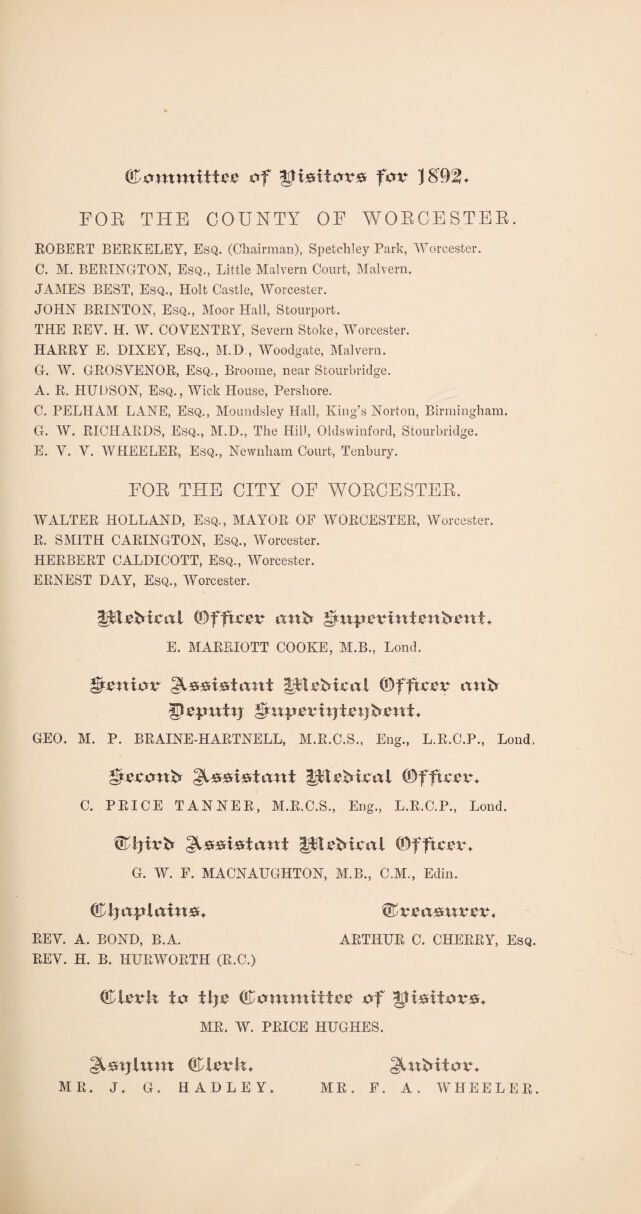 Committee of Visitors for 1892.
FOR THE COUNTY OF WORCESTER.
ROBERT BERKELEY, Esq. (Chairman), Spetchley Park, Worcester.
C. M. BERINGTON, Esq., Little Malvern Court, Malvern.
JAMES BEST, Esq., Holt Castle, Worcester.
JOHN BRINTON, Esq., Moor Hall, Stourport.
THE REV. H. W. COVENTRY, Severn Stoke, Worcester.
HARRY E. DIXEY, Esq., M.D , Woodgate, Malvern.
G. W. GROSVENOR, Esq., Broome, near Stourbridge.
A. R. HUDSON, Esq., Wick House, Pershore.
C. PELHAM LANE, Esq., Moundsley Hall, King's Norton, Birmingham.
G. W. RICHARDS, Esq., M.D., The Hill, Oldswinford, Stourbridge.
E. V. V. WHEELER, Esq., Newnham Court, Tenbury.
FOR THE CITY OF WORCESTER.
WALTER HOLLAND, Esq., MAYOR OF WORCESTER, Worcester.
R. SMITH CARINGTON, Esq., Worcester.
HERBERT CALDICOTT, Esq., Worcester.
ERNEST DAY, Esq., Worcester.
Medical Officer and Superintendent.
E. MARRIOTT COOKE, M.B., Lond.
Senior Assistant Medical Officer and
Deputy Superintendent.
GEO. M. P. BRAINE-HARTNELL, M.R.C.S., Eng., L.R.C.P., Lond.
Second Assistant Medical Officer.
C. PRICE TANNER, M.R.C.S., Eng., L.R.C.P., Lond.
Third Assistant Medical Officer.
G. W. F. MACNAUGHTON, M.B., C.M., Edin.
Chaplains.
REV. A. BOND, B.A.
REV. H. B. HURWORTH (R.C.)
Treasurer.
ARTHUR C. CHERRY, Esq.
Clerk to the Committee of Visitors.
MR. W. PRICE HUGHES.
Asylum Clerk.
MR. J. G. HADLEY.
Auditor.
MR. F. A. WHEELER.